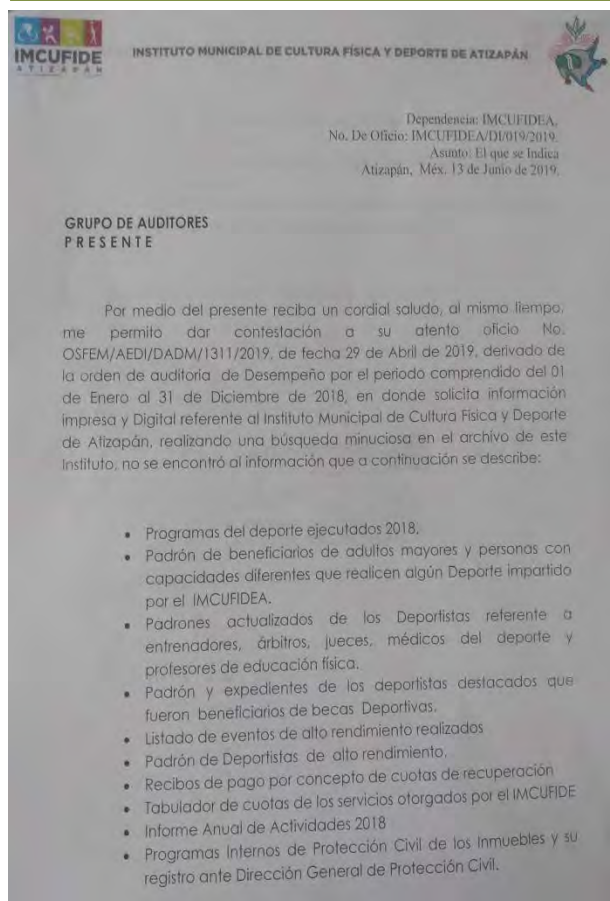 IMCUFIDE
ATIZAPÁN
INSTITUTO MUNICIPAL DE CULTURA FÍSICA Y DEPORTE DE ATIZAPÁN
Dependencia: IMCUFIDEA.
No. De Oficio: IMCUFIDEA/DI/019/2019.
Asunto: El que se Indica
Atizapán, Méx. 13 de Junio de 2019.
GRUPO DE AUDITORES
P R E S E N T E
Por medio del presente reciba un cordial saludo, al mismo tiempo,
me permito dar contestación a su atento oficio No.
OSFEM/AEDI/DADM/1311/2019, de fecha 29 de Abril de 2019, derivado de
la orden de auditoria de Desempeño por el periodo comprendido del 01
de Enero al 31 de Diciembre de 2018, en donde solicita información
impresa y Digital referente al Instituto Municipal de Cultura Física y Deporte
de Atizapán, realizando una búsqueda minuciosa en el archivo de este
Instituto, no se encontró al información que a continuación se describe:
• Programas del deporte ejecutados 2018.
• Padrón de beneficiarios de adultos mayores y personas con
capacidades diferentes que realicen algún Deporte impartido
por el IMCUFIDEA.
• Padrones actualizados de los Deportistas referente a
entrenadores, árbitros, jueces, médicos del deporte y
profesores de educación física.
• Padrón y expedientes de los deportistas destacados que
fueron beneficiarios de becas Deportivas.
• Listado de eventos de alto rendimiento realizados
• Padrón de Deportistas de alto rendimiento.
• Recibos de pago por concepto de cuotas de recuperación
• Tabulador de cuotas de los servicios otorgados por el IMCUFIDE
• Informe Anual de Actividades 2018
• Programas Internos de Protección Civil de los Inmuebles y su
registro ante Dirección General de Protección Civil.